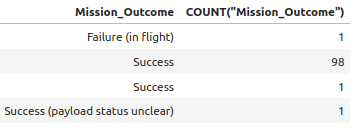 Mission_Outcome COUNT("Mission_Outcome")
Failure (in flight) 1
Success 98
Success 1
Success (payload status unclear) 1